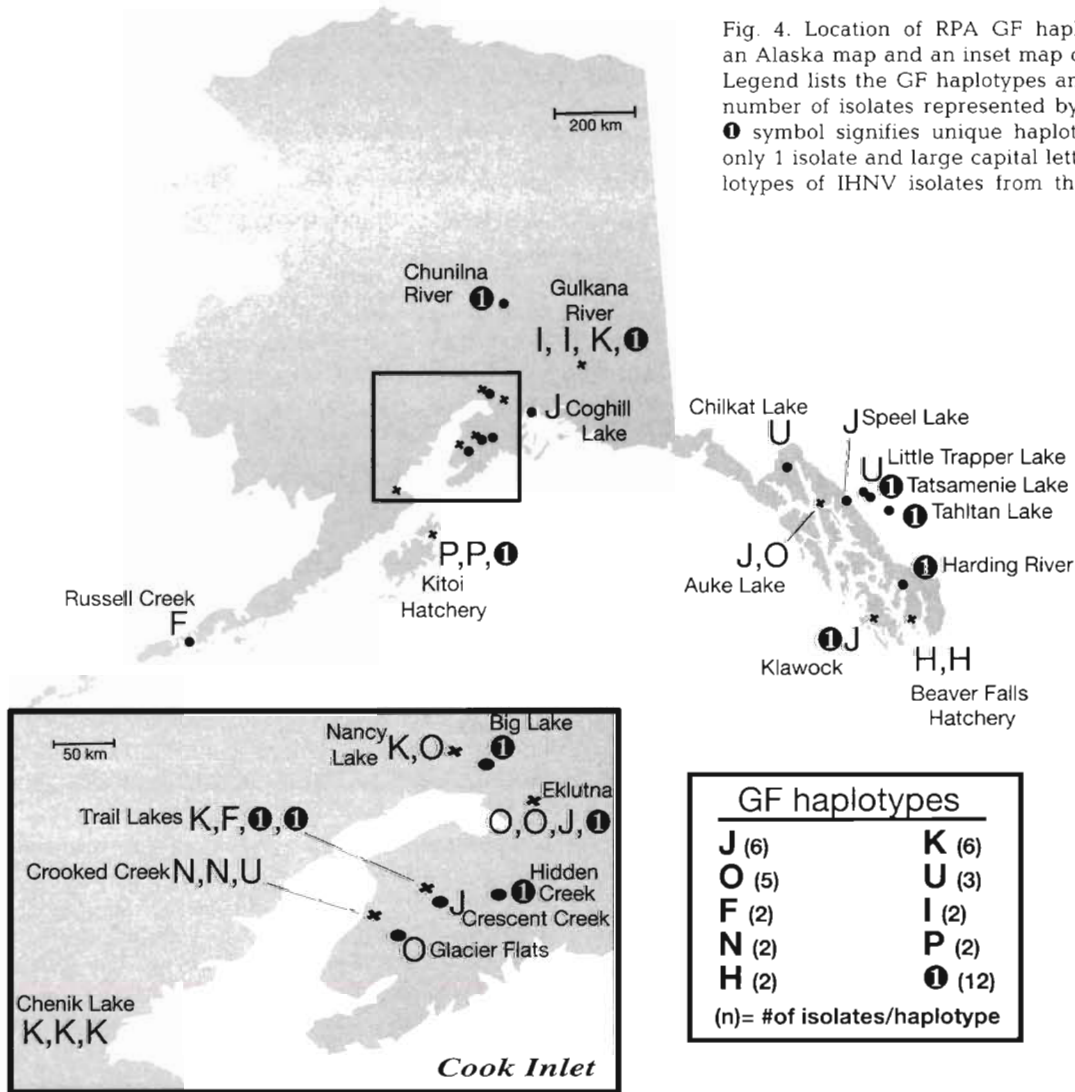 Fig. 4. Location of RPA GF hapl
an Alaska map and an inset map o
Legend lists the GF haplotypes an
number of isolates represented by
❶ symbol signifies unique haplot
only 1 isolate and large capital lett
lotypes of IHNV isolates from th
200 km
Chunilna
River ❶
Gulkana
River
I, I, K, ❶
J Coghill
Lake
Chilkat Lake
U
J Speel Lake
U Little Trapper Lake
❶ Tatsamenie Lake
❶ Tahltan Lake
J,O
Auke Lake
❶ Harding River
❶ J
Klawock
H,H
Beaver Falls
Hatchery
P,P,❶
Kitoi
Hatchery
Russell Creek
F
50 km
Nancy
Lake K,O
Big Lake
❶
Eklutna
O,O,J,❶
Trail Lakes K,F,❶,❶
Crooked Creek N,N,U
❶ Hidden
Creek
J
Crescent Creek
O Glacier Flats
Chenik Lake
K,K,K
Cook Inlet
GF haplotypes
J (6) K (6)
O (5) U (3)
F (2) I (2)
N (2) P (2)
H (2) ❶ (12)
(n)= #of isolates/haplotype